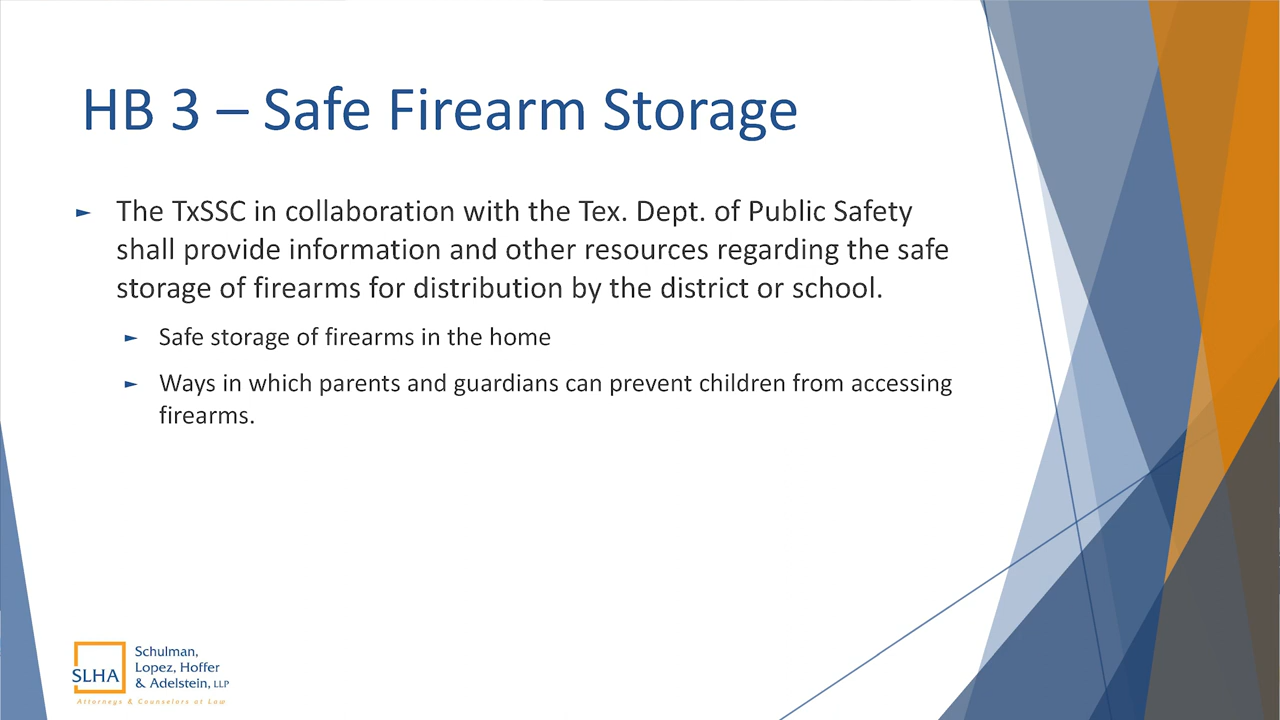 HB 3 – Safe Firearm Storage
► The TxSSC in collaboration with the Tex. Dept. of Public Safety
shall provide information and other resources regarding the safe
storage of firearms for distribution by the district or school.
► Safe storage of firearms in the home
► Ways in which parents and guardians can prevent children from accessing
firearms.
SLHA
Schulman,
Lopez, Hoffer
& Adelstein, LLP
Attorneys & Counselors at Law